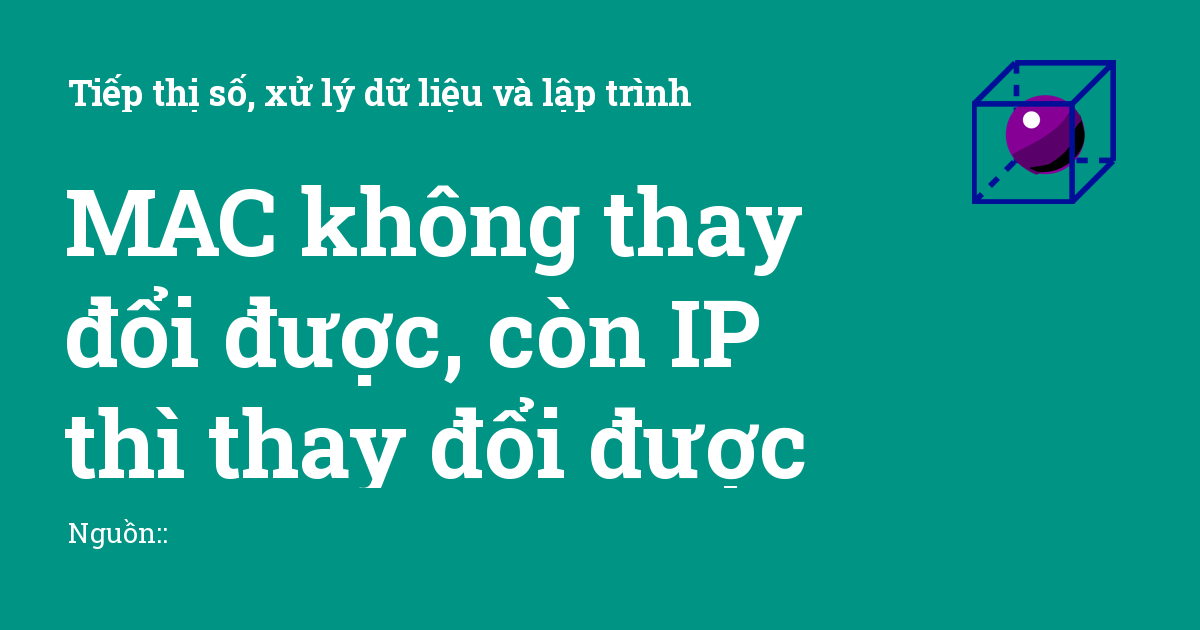 Tiếp thị số, xử lý dữ liệu và lập trình
MAC không thay
đổi được, còn IP
thì thay đổi được
Nguồn::